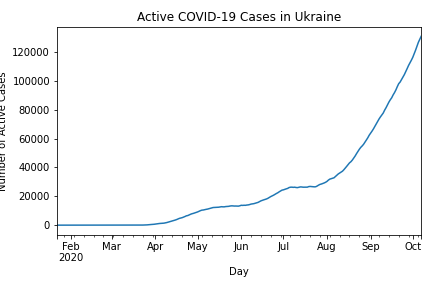 Active COVID-19 Cases in Ukraine
Number of Active Cases
120000
100000
80000
60000
40000
20000
0
Feb Mar Apr May Jun Jul Aug Sep Oct
2020
Day